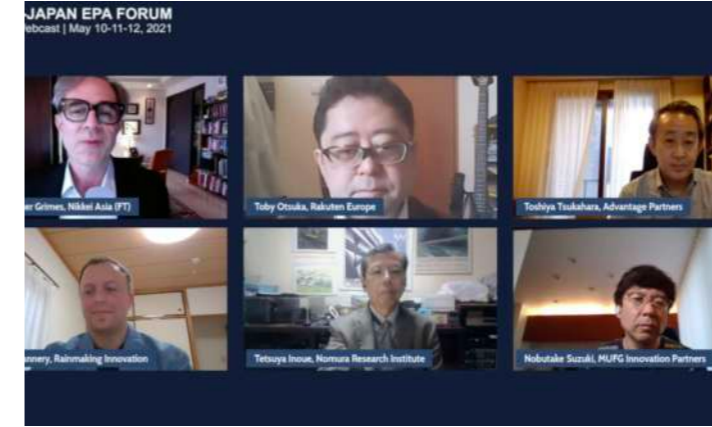 -JAPAN EPA FORUM
ebcast | May 10-11-12, 2021
er Grimes, Nikkei Asia (FT)
Toby Otsuka, Rakuten Europe
Toshiya Tsukahara, Advantage Partners
nnery, Rainmaking Innovation
Tetsuya Inoue, Nomura Research Institute
Nobutake Suzuki, MUFG Innovation Partners